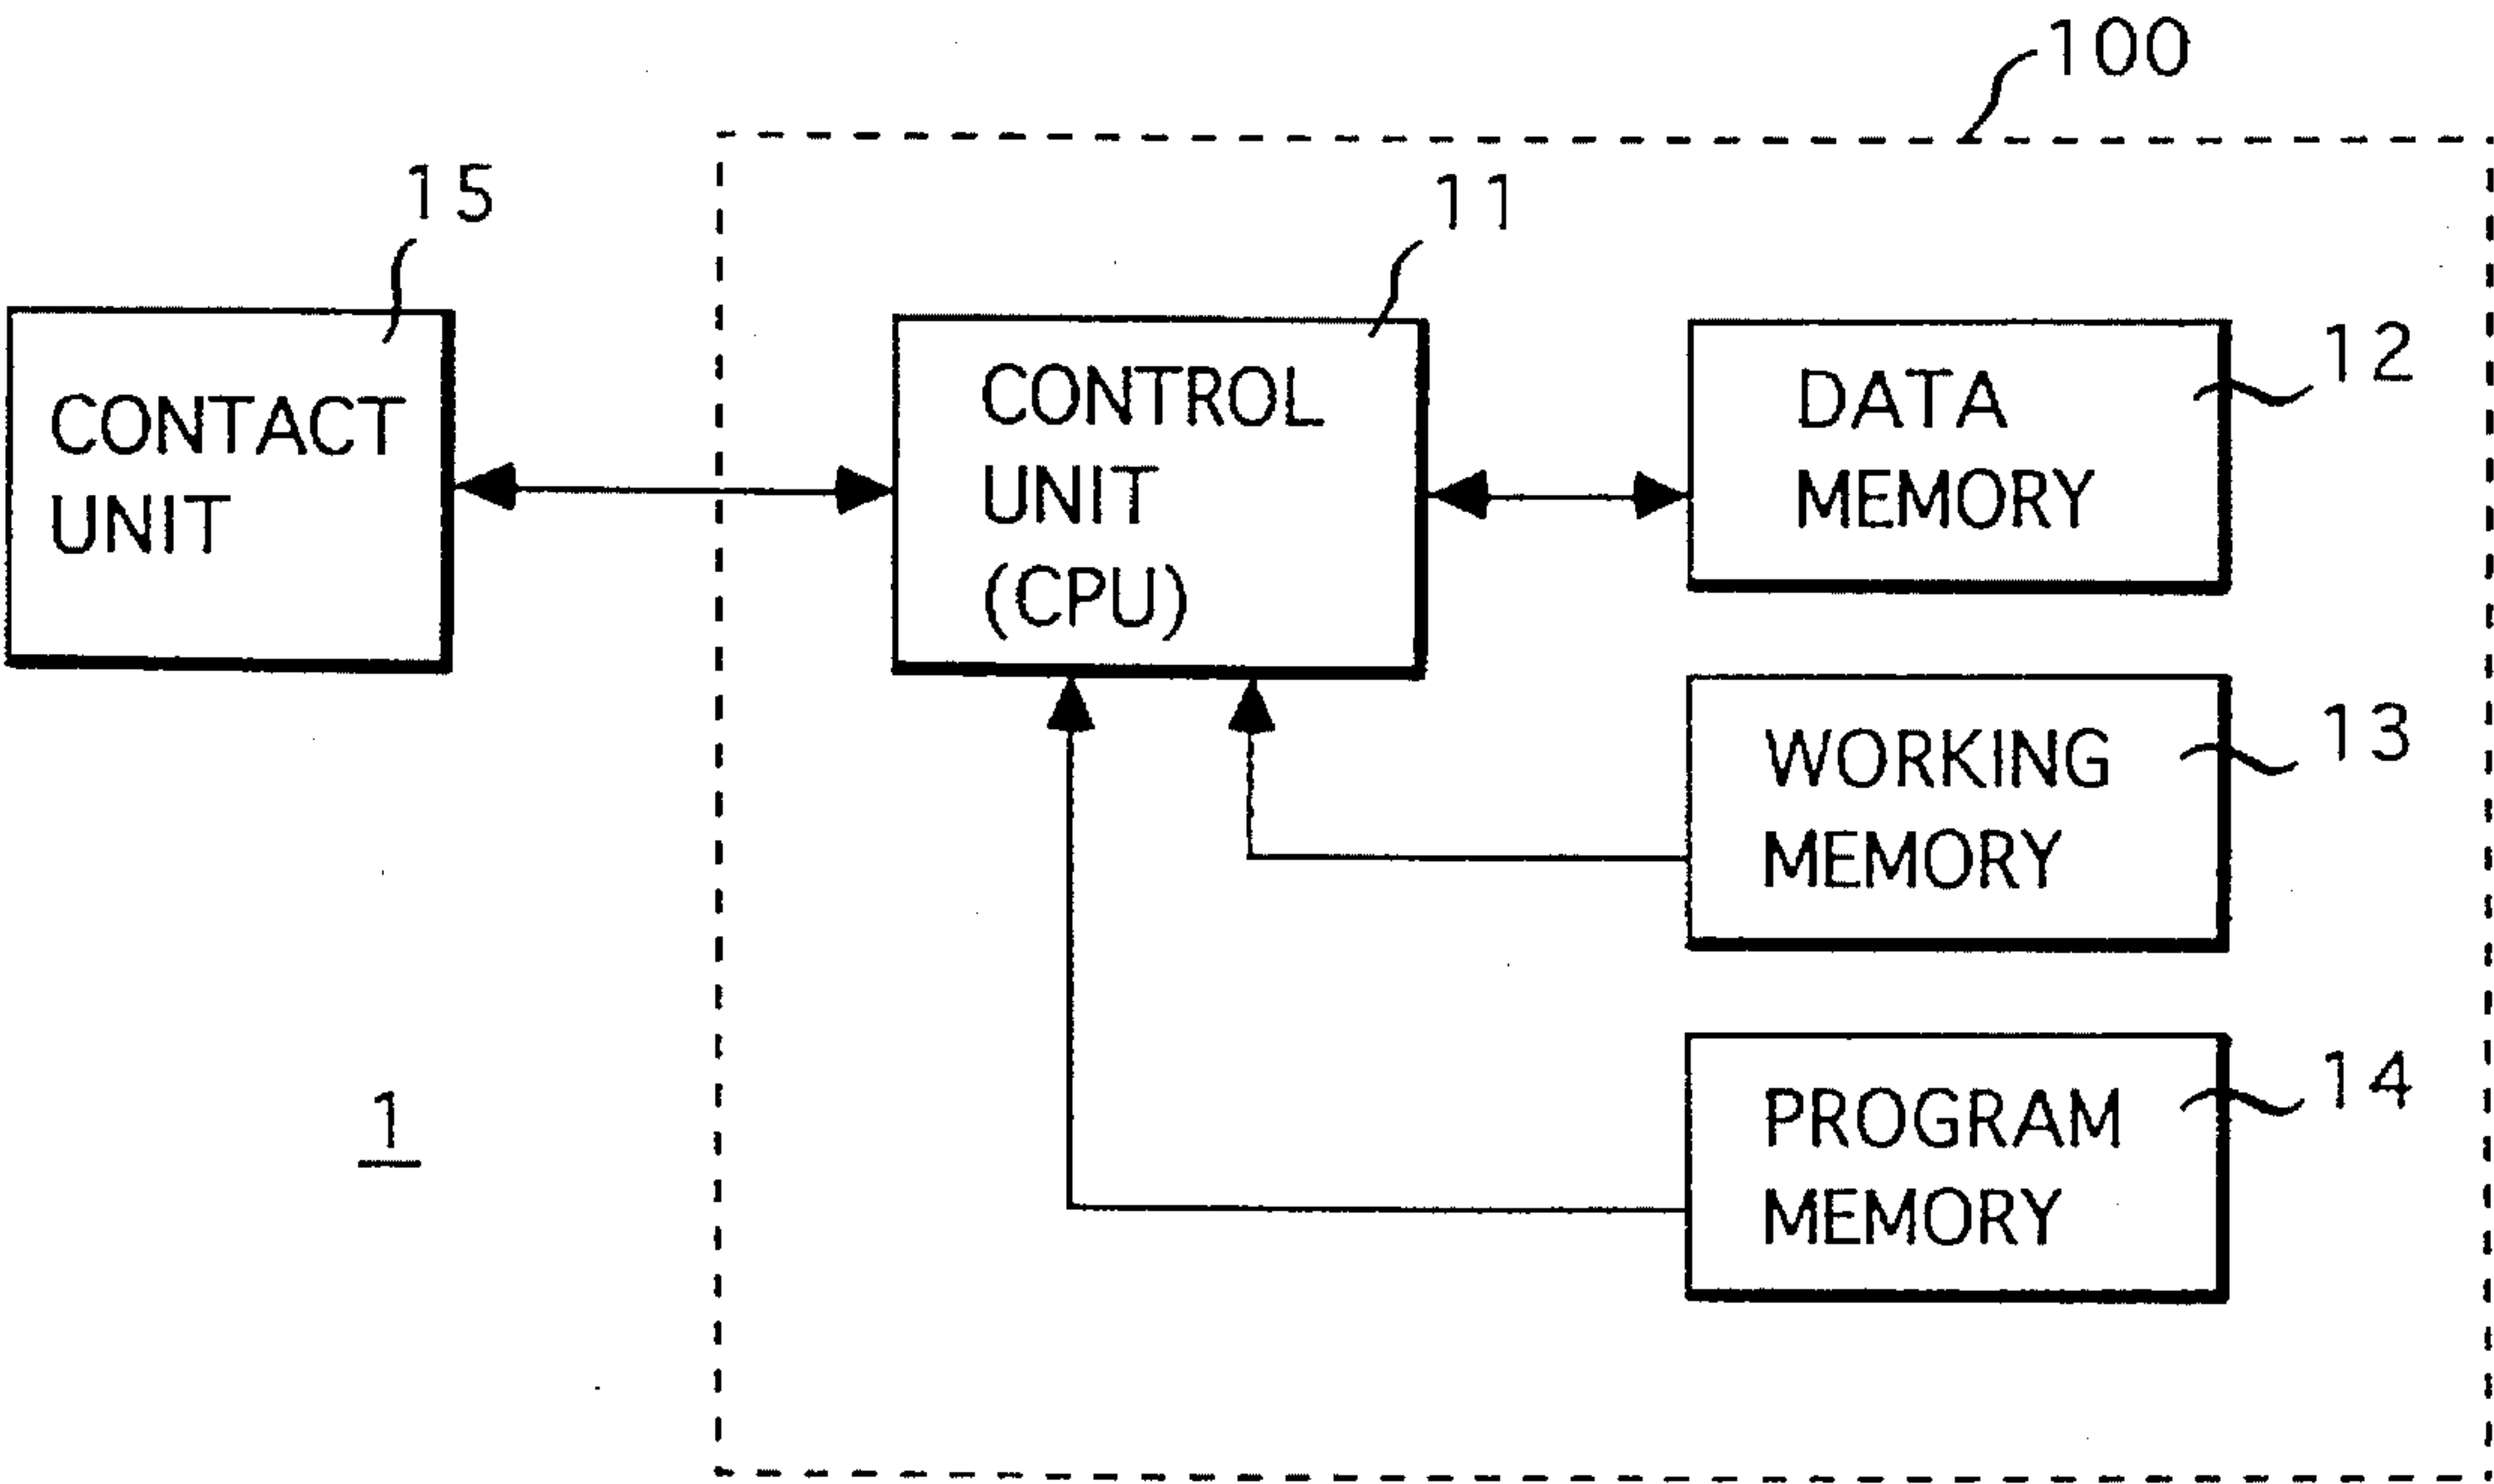 100
15
11
CONTACT
UNIT
CONTROL
UNIT
(CPU)
DATA
MEMORY
12
WORKING
MEMORY
13
PROGRAM
MEMORY
14
1